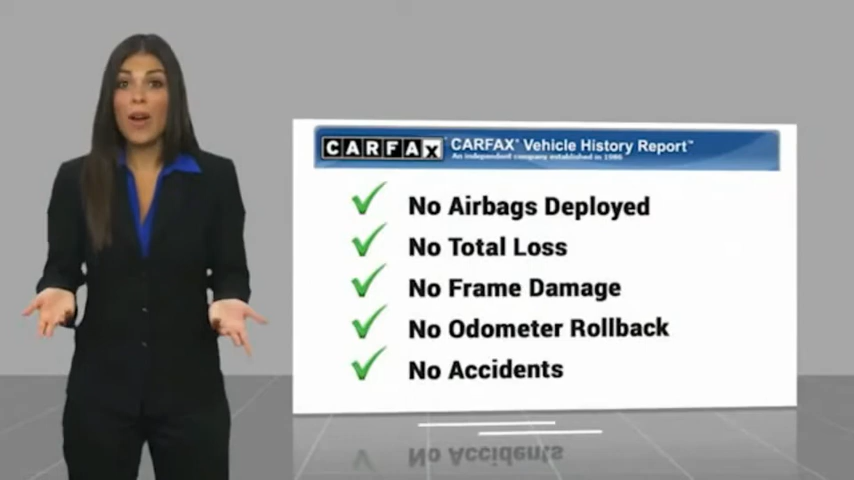 CARFAX CARFAX® Vehicle History Report™
An independent company established in 1986
No Airbags Deployed
No Total Loss
No Frame Damage
No Odometer Rollback
No Accidents